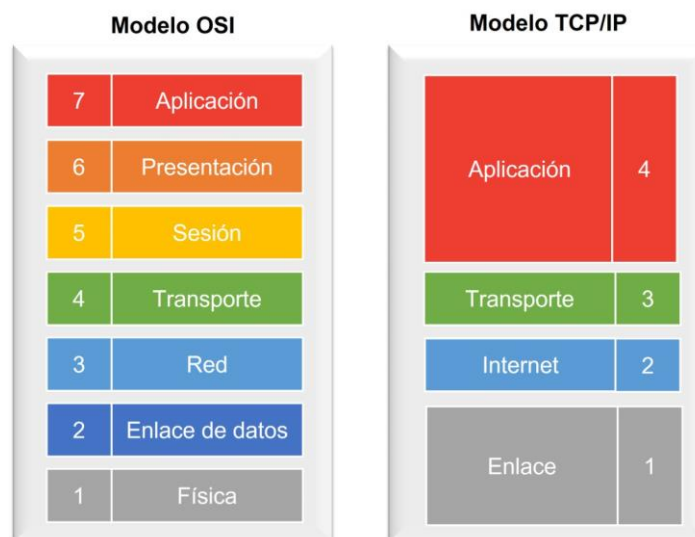 Modelo OSI
7 Aplicación
6 Presentación
5 Sesión
4 Transporte
3 Red
2 Enlace de datos
1 Física
Modelo TCP/IP
Aplicación 4
Transporte 3
Internet 2
Enlace 1